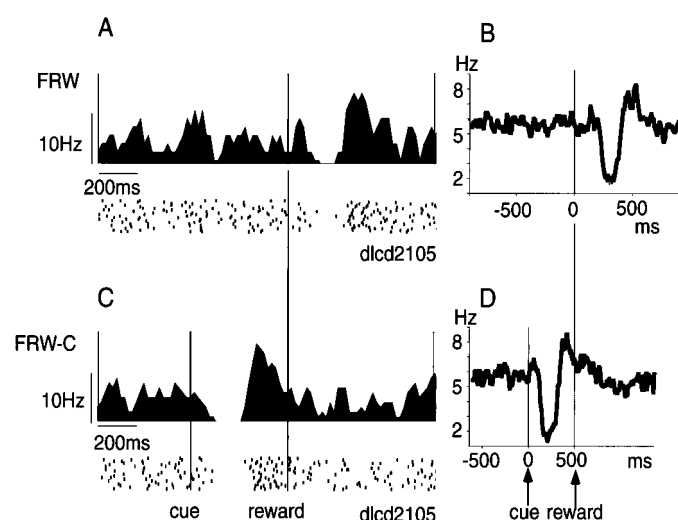 A
FRW
10Hz
200ms
dlcd2105
B
Hz
8
5
2
-500 0 500
ms
C
FRW-C
10Hz
200ms
cue reward dlcd2105
D
Hz
8
5
2
-500 0 500 ms
cue reward